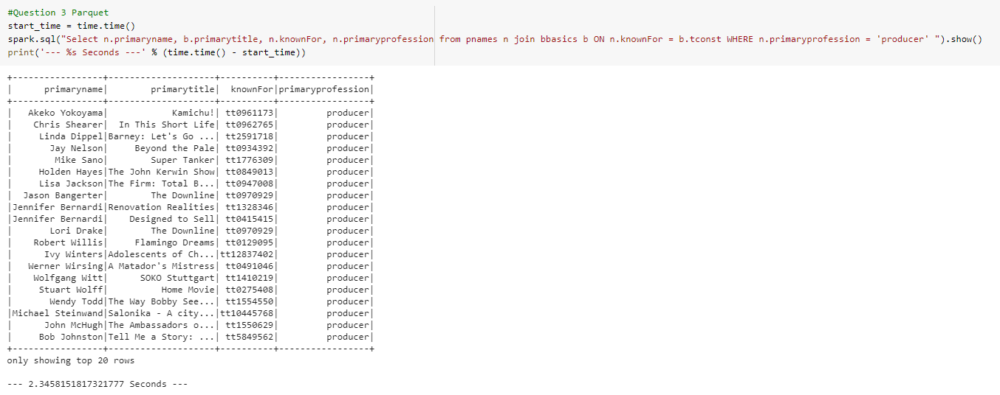 #Question 3 Parquet
start_time = time.time()
spark.sql("Select n.primaryname, b.primarytitle, n.knownFor, n.primaryprofession from pnames n join bbasics b ON n.knownFor = b.tconst WHERE n.primaryprofession = 'producer' ").show()
print('--- %s Seconds ---' % (time.time() - start_time))
+----------------+--------------------+----------+-----------------+
|     primaryname|        primarytitle|  knownFor|primaryprofession|
+----------------+--------------------+----------+-----------------+
|   Akeko Yokoyama|            Kamichu!| tt0961173|         producer|
|    Chris Shearer|  In This Short Life| tt0962765|         producer|
|     Linda Dippel|Barney: Let's Go ...| tt2591718|         producer|
|       Jay Nelson|     Beyond the Pale| tt0934392|         producer|
|        Mike Sano|        Super Tanker| tt1776309|         producer|
|     Holden Hayes|The John Kerwin Show| tt0849013|         producer|
|     Lisa Jackson|The Firm: Total B...| tt0947008|         producer|
|  Jason Bangerter|        The Downline| tt0970929|         producer|
|Jennifer Bernardi|Renovation Realities| tt1328346|         producer|
|Jennifer Bernardi|    Designed to Sell| tt0415415|         producer|
|       Lori Drake|        The Downline| tt0970929|         producer|
|    Robert Willis|     Flamingo Dreams| tt0129095|         producer|
|      Ivy Winters|Adolescents of Ch...|tt12837402|         producer|
|   Werner Wirsing|A Matador's Mistress| tt0491046|         producer|
|    Wolfgang Witt|      SOKO Stuttgart| tt1410219|         producer|
|     Stuart Wolff|          Home Movie| tt0275408|         producer|
|       Wendy Todd|The Way Bobby See...| tt1554550|         producer|
|Michael Steinwand|Salonika - A city...|tt10445768|         producer|
|      John McHugh|The Ambassadors o...| tt1550629|         producer|
|     Bob Johnston|Tell Me a Story: ...| tt5849562|         producer|
+----------------+--------------------+----------+-----------------+
only showing top 20 rows
--- 2.3458151817321777 Seconds ---